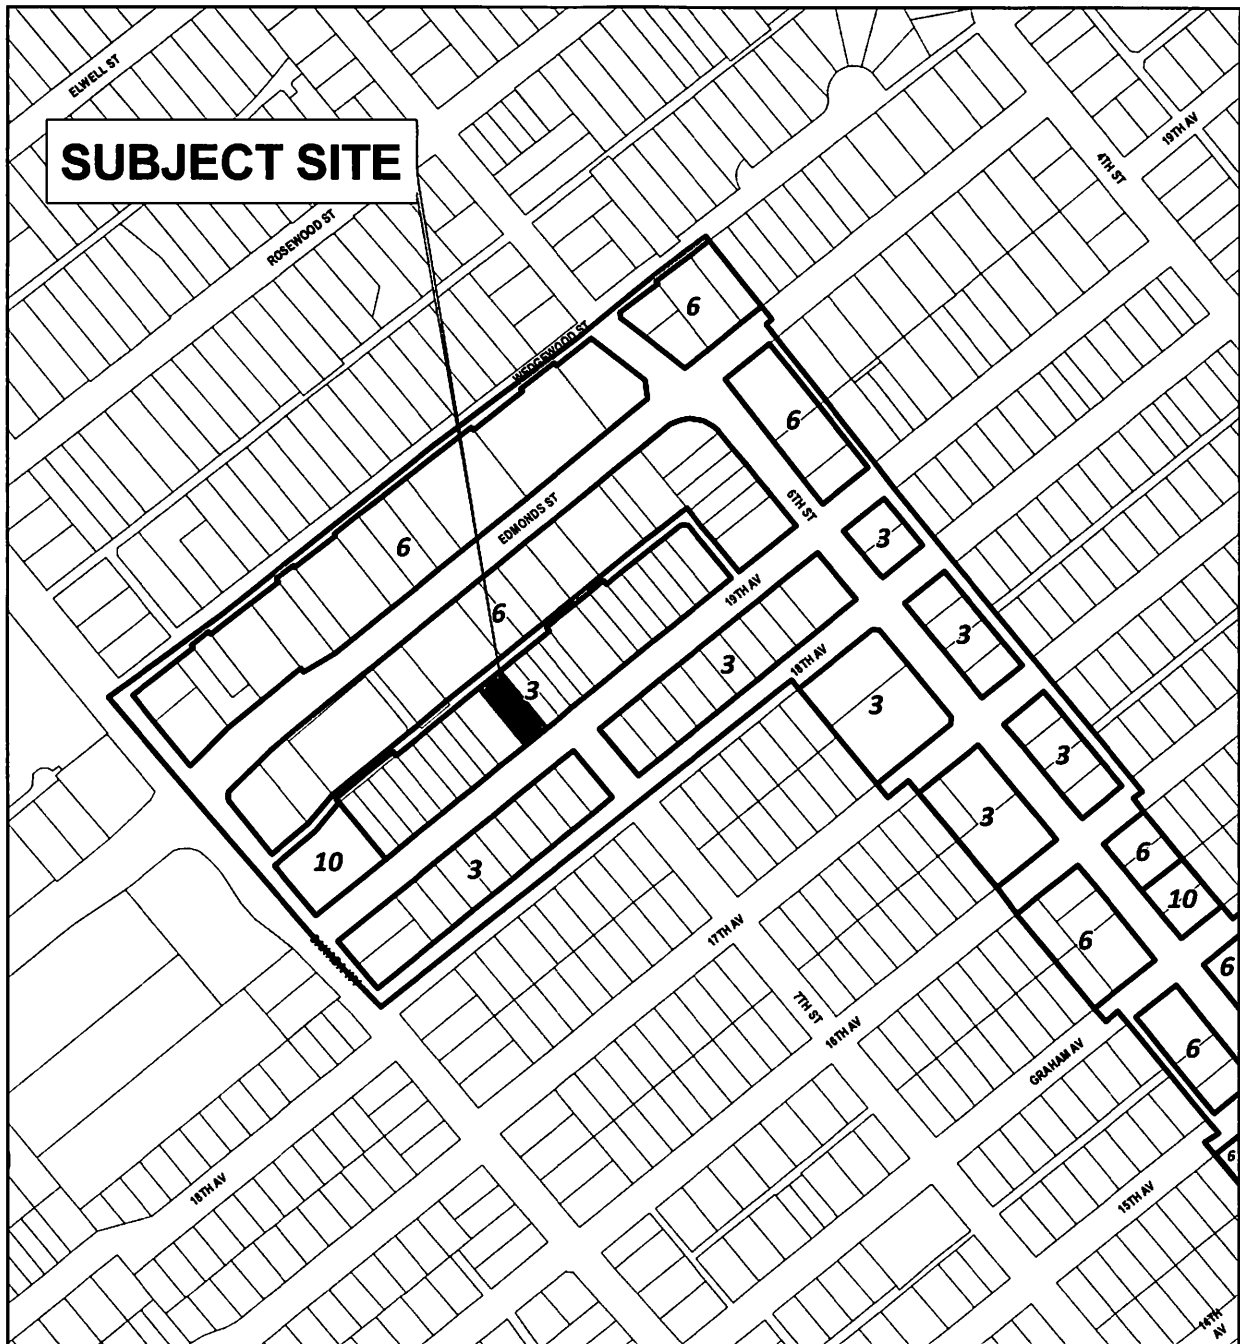 ELWELL ST
19TH AV
4TH ST
SUBJECT SITE
ROSEWOOD ST
6
WEDGEWOOD ST
6
6TH ST
EDMONDS ST
6
3
6
19TH AV
3
3
18TH AV
3
3
3
3
10
3
6
10
17TH AV
6
6
7TH ST
16TH AV
GRAHAM AV
6
6
18TH AV
15TH AV
14TH
AV